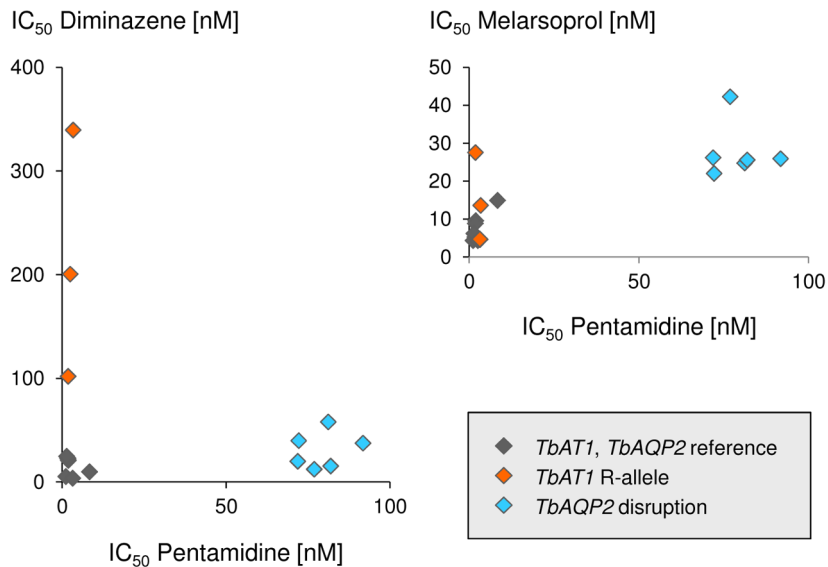 IC50 Diminazene [nM]
400
300
200
100
0
0 50 100
IC50 Pentamidine [nM]
IC50 Melarsoprol [nM]
50
40
30
20
10
0
0 50 100
IC50 Pentamidine [nM]
TbAT1, TbAQP2 reference
TbAT1 R-allele
TbAQP2 disruption